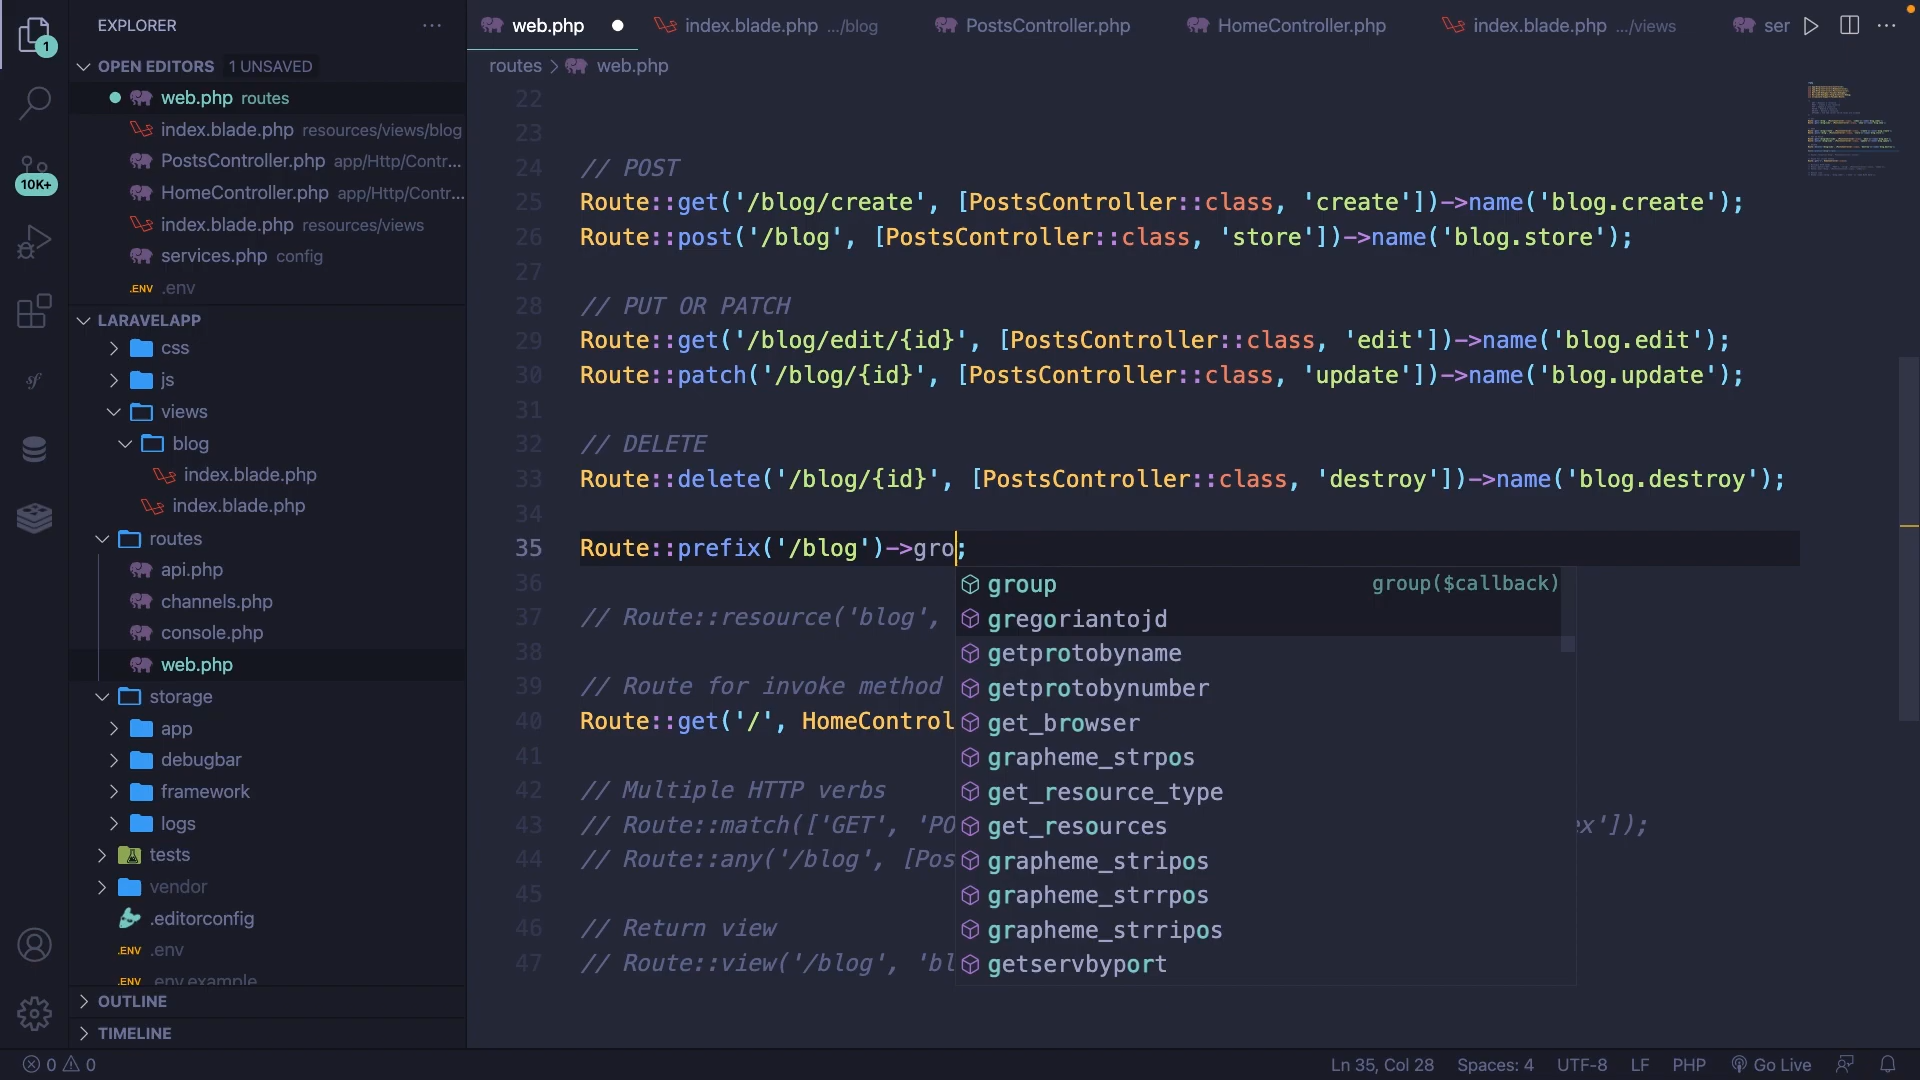 EXPLORER
OPEN EDITORS 1 UNSAVED
web.php routes
index.blade.php resources/views/blog
PostsController.php app/Http/Contr...
HomeController.php app/Http/Contr...
index.blade.php resources/views
services.php config
.ENV .env
1
10K+
LARAVELAPP
css
js
views
blog
index.blade.php
index.blade.php
routes
api.php
channels.php
console.php
web.php
storage
app
debugbar
framework
logs
tests
vendor
.editorconfig
.ENV .env
.ENV .env.example
OUTLINE
TIMELINE
web.php
index.blade.php .../blog
PostsController.php
HomeController.php
index.blade.php .../views
ser
routes > web.php
22
23
24 // POST
25 Route::get('/blog/create', [PostsController::class, 'create'])->name('blog.create');
26 Route::post('/blog', [PostsController::class, 'store'])->name('blog.store');
27
28 // PUT OR PATCH
29 Route::get('/blog/edit/{id}', [PostsController::class, 'edit'])->name('blog.edit');
30 Route::patch('/blog/{id}', [PostsController::class, 'update'])->name('blog.update');
31
32 // DELETE
33 Route::delete('/blog/{id}', [PostsController::class, 'destroy'])->name('blog.destroy');
34
35 Route::prefix('/blog')->gro;
36
37 // Route::resource('blog',
38
39 // Route for invoke method
40 Route::get('/', HomeControl
41
42 // Multiple HTTP verbs
43 // Route::match(['GET', 'PO ex']);
44 // Route::any('/blog', [Pos
45
46 // Return view
47 // Route::view('/blog', 'bl
group group($callback)
gregoriantojd
getprotobyname
getprotobynumber
get_browser
grapheme_strpos
get_resource_type
get_resources
grapheme_stripos
grapheme_strrpos
grapheme_strripos
getservbyport
0 0
Ln 35, Col 28 Spaces: 4 UTF-8 LF PHP Go Live